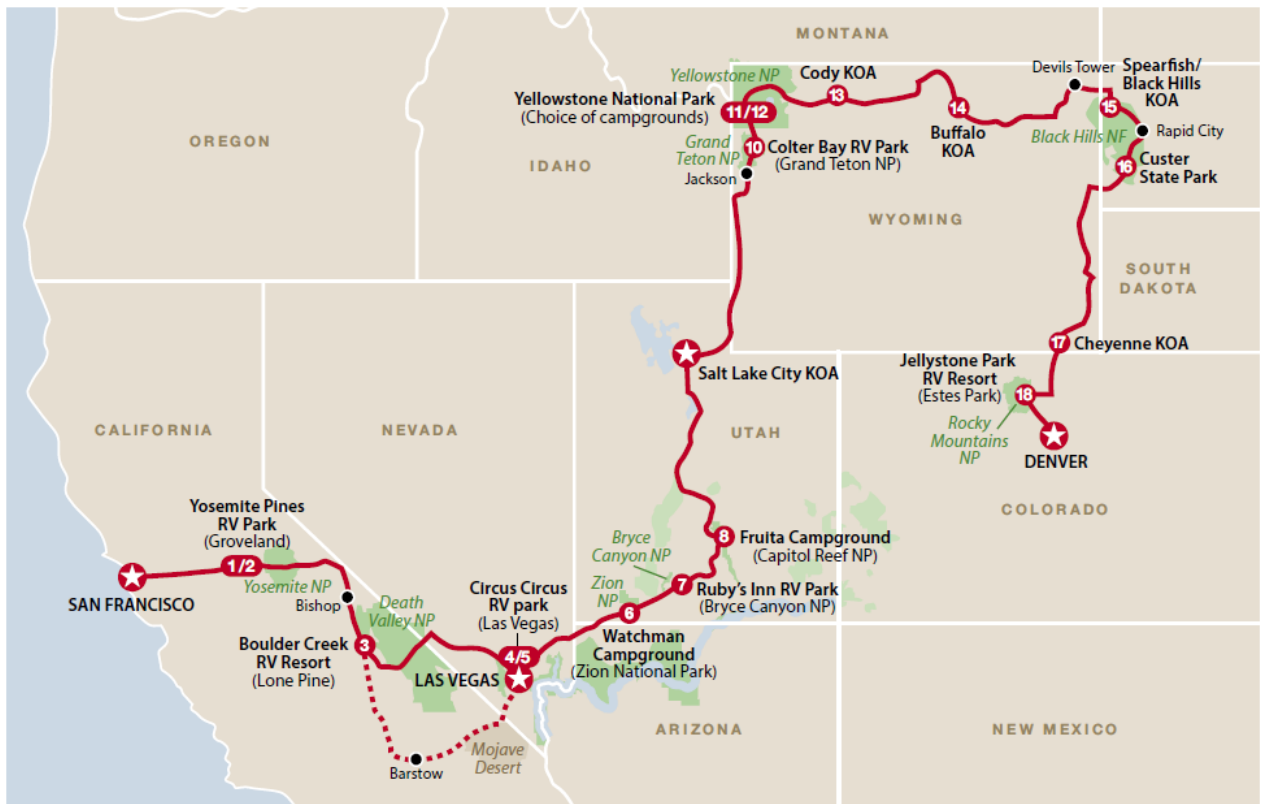 MONTANA
Devils Tower
Spearfish/
Black Hills
KOA
Yellowstone NP
Cody KOA
13
Yellowstone National Park
(Choice of campgrounds)
11/12
14
Buffalo
KOA
15
Black Hills NF
Rapid City
OREGON
IDAHO
Grand
Teton NP
10
Colter Bay RV Park
(Grand Teton NP)
Jackson
16
Custer
State Park
WYOMING
SOUTH
DAKOTA
17
Cheyenne KOA
Salt Lake City KOA
Jellystone Park
RV Resort
(Estes Park)
18
Rocky
Mountains
NP
DENVER
CALIFORNIA
NEVADA
UTAH
COLORADO
Yosemite Pines
RV Park
(Groveland)
1/2
Yosemite NP
SAN FRANCISCO
Bishop
Death
Valley NP
Boulder Creek
RV Resort
(Lone Pine)
3
Circus Circus
RV park
(Las Vegas)
4/5
LAS VEGAS
Bryce
Canyon NP
Zion
NP
8
Fruita Campground
(Capitol Reef NP)
7
Ruby's Inn RV Park
(Bryce Canyon NP)
6
Watchman
Campground
(Zion National Park)
ARIZONA
NEW MEXICO
Mojave
Desert
Barstow